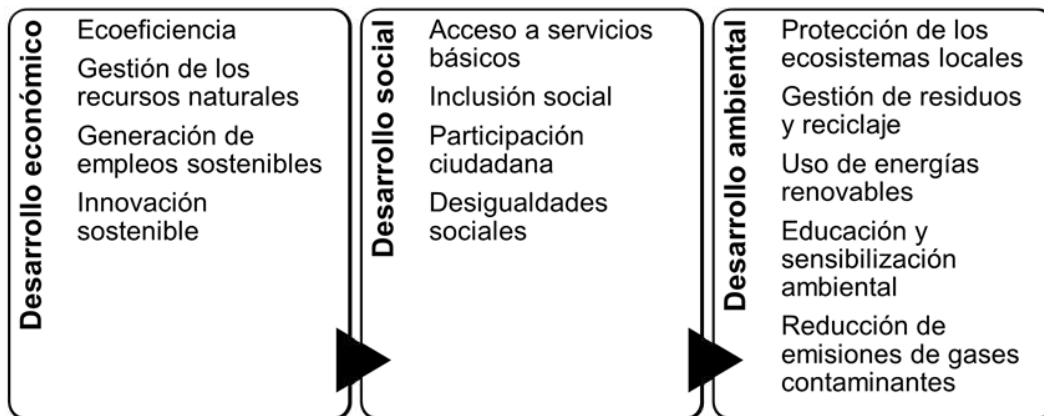 Desarrollo económico
Ecoeficiencia
Gestión de los
recursos naturales
Generación de
empleos sostenibles
Innovación
sostenible
Desarrollo social
Acceso a servicios
básicos
Inclusión social
Participación
ciudadana
Desigualdades
sociales
Desarrollo ambiental
Protección de los
ecosistemas locales
Gestión de residuos
y reciclaje
Uso de energías
renovables
Educación y
sensibilización
ambiental
Reducción de
emisiones de gases
contaminantes